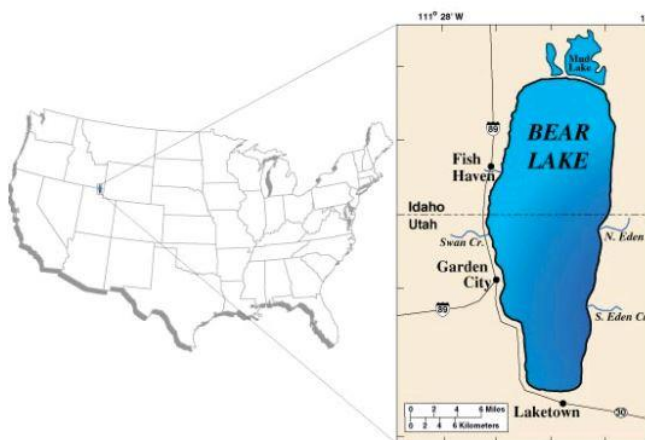 111° 28' W
1
Mud
Lake
89
BEAR
LAKE
Fish
Haven
Idaho
Utah
Swan Cr.
N. Eden
Garden
City
89
S. Eden C
0 2 4 6 Miles
0 2 4 6 Kilometers
Laketown
30